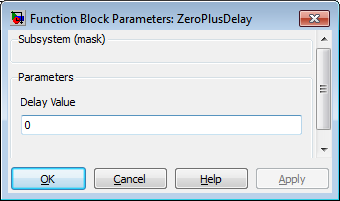 Function Block Parameters: ZeroPlusDelay
Subsystem (mask)
Parameters
Delay Value
0
OK Cancel Help Apply